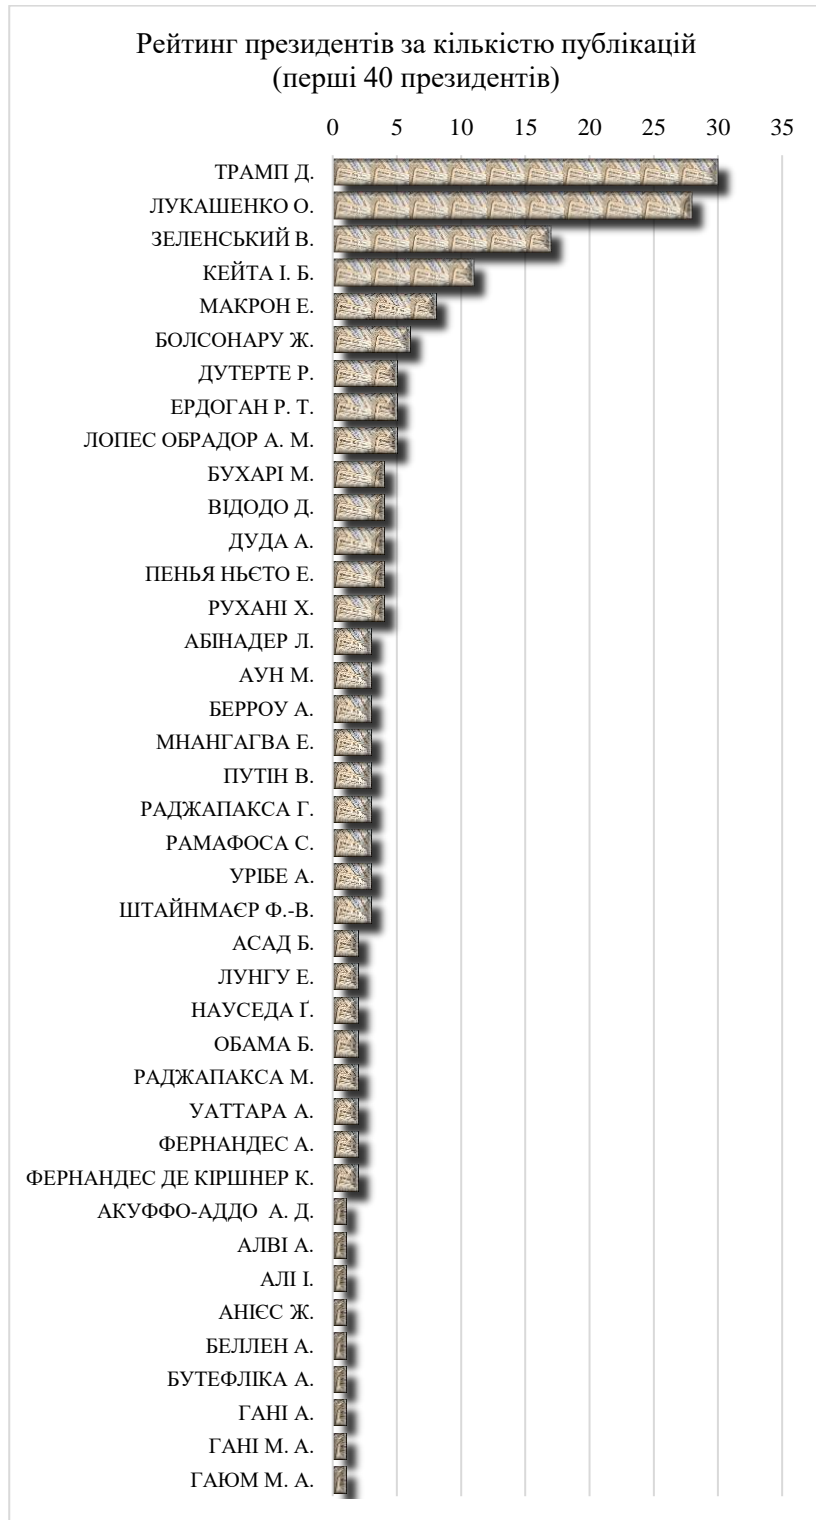 Рейтинг президентів за кількістю публікацій
(перші 40 президентів)
0 5 10 15 20 25 30 35
ТРАМП Д.
ЛУКАШЕНКО О.
ЗЕЛЕНСЬКИЙ В.
КЕЙТА І. Б.
МАКРОН Е.
БОЛСОНАРУ Ж.
ДУТЕРТЕ Р.
ЕРДОГАН Р. Т.
ЛОПЕС ОБРАДОР А. М.
БУХАРІ М.
ВІДОДО Д.
ДУДА А.
ПЕНЬЯ НЬЄТО Е.
РУХАНІ Х.
АБІНАДЕР Л.
АУН М.
БЕРРОУ А.
МНАНГАГВА Е.
ПУТІН В.
РАДЖАПАКСА Г.
РАМАФОСА С.
УРІБЕ А.
ШТАЙНМАЄР Ф.-В.
АСАД Б.
ЛУНГУ Е.
НАУСЕДА Ґ.
ОБАМА Б.
РАДЖАПАКСА М.
УАТТАРА А.
ФЕРНАНДЕС А.
ФЕРНАНДЕС ДЕ КІРШНЕР К.
АКУФФО-АДДО А. Д.
АЛВІ А.
АЛІ І.
АНІЄС Ж.
БЕЛЛЕН А.
БУТЕФЛІКА А.
ГАНІ А.
ГАНІ М. А.
ГАЮМ М. А.